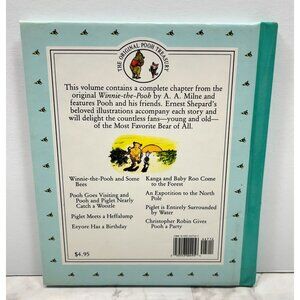 THE ORIGINAL POOH TREASURY
This volume contains a complete chapter from the
original Winnie-the-Pooh by A. A. Milne and
features Pooh and his friends. Ernest Shepard's
beloved illustrations accompany each story and
will delight the countless fans—young and old—
of the Most Favorite Bear of All.
Winnie-the-Pooh and Some
Bees
Pooh Goes Visiting and
Pooh and Piglet Nearly
Catch a Woozle
Piglet Meets a Heffalump
Eeyore Has a Birthday
Kanga and Baby Roo Come
to the Forest
An Expotition to the North
Pole
Piglet is Entirely Surrounded
by Water
Christopher Robin Gives
Pooh a Party
$4.95